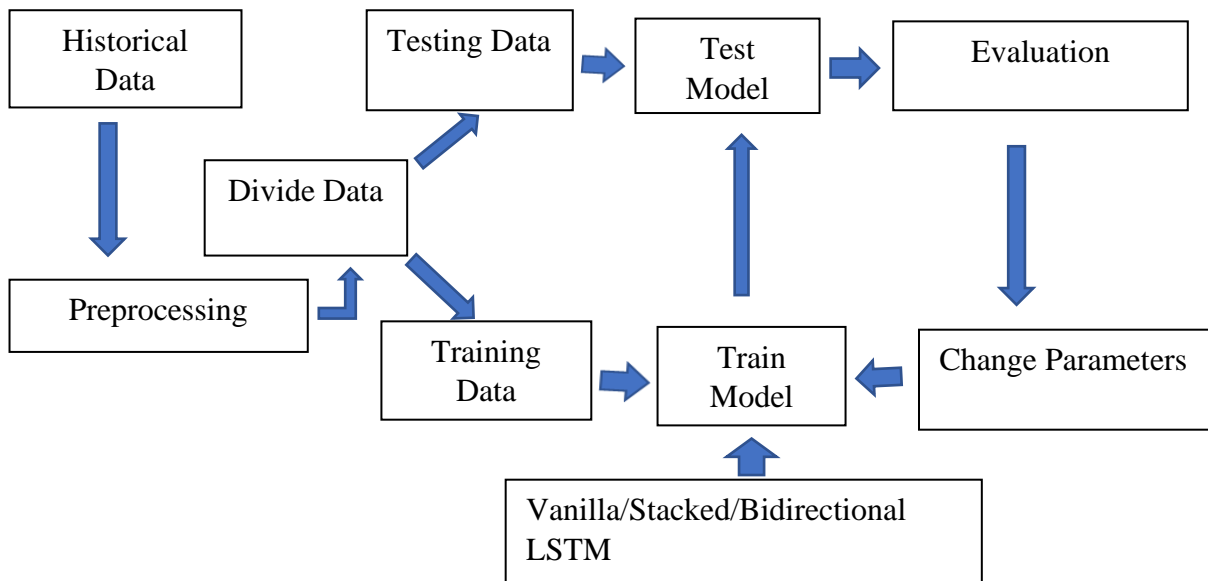 Historical
Data
Testing Data
Test
Model
Evaluation
Divide Data
Preprocessing
Training
Data
Train
Model
Change Parameters
Vanilla/Stacked/Bidirectional
LSTM